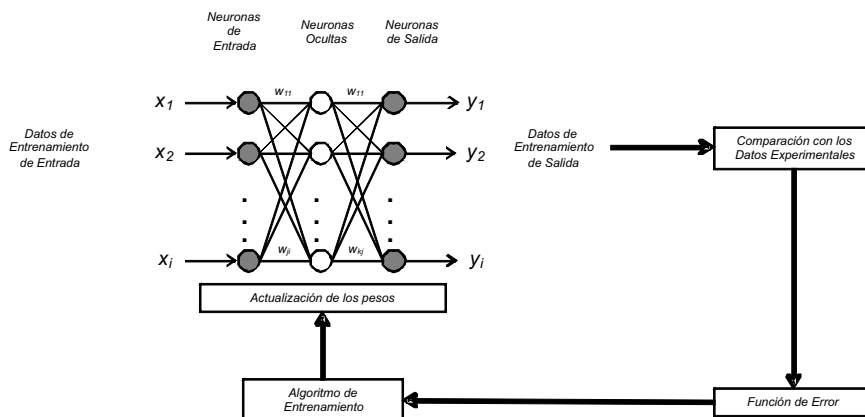 Neuronas
de
Entrada
Neuronas
Ocultas
Neuronas
de Salida
w11
w11
x1
y1
Datos de
Entrenamiento
de Entrada
x2
y2
Datos de
Entrenamiento
de Salida
Comparación con los
Datos Experimentales
wji
wkj
xi
yi
Actualización de los pesos
Algoritmo de
Entrenamiento
Función de Error